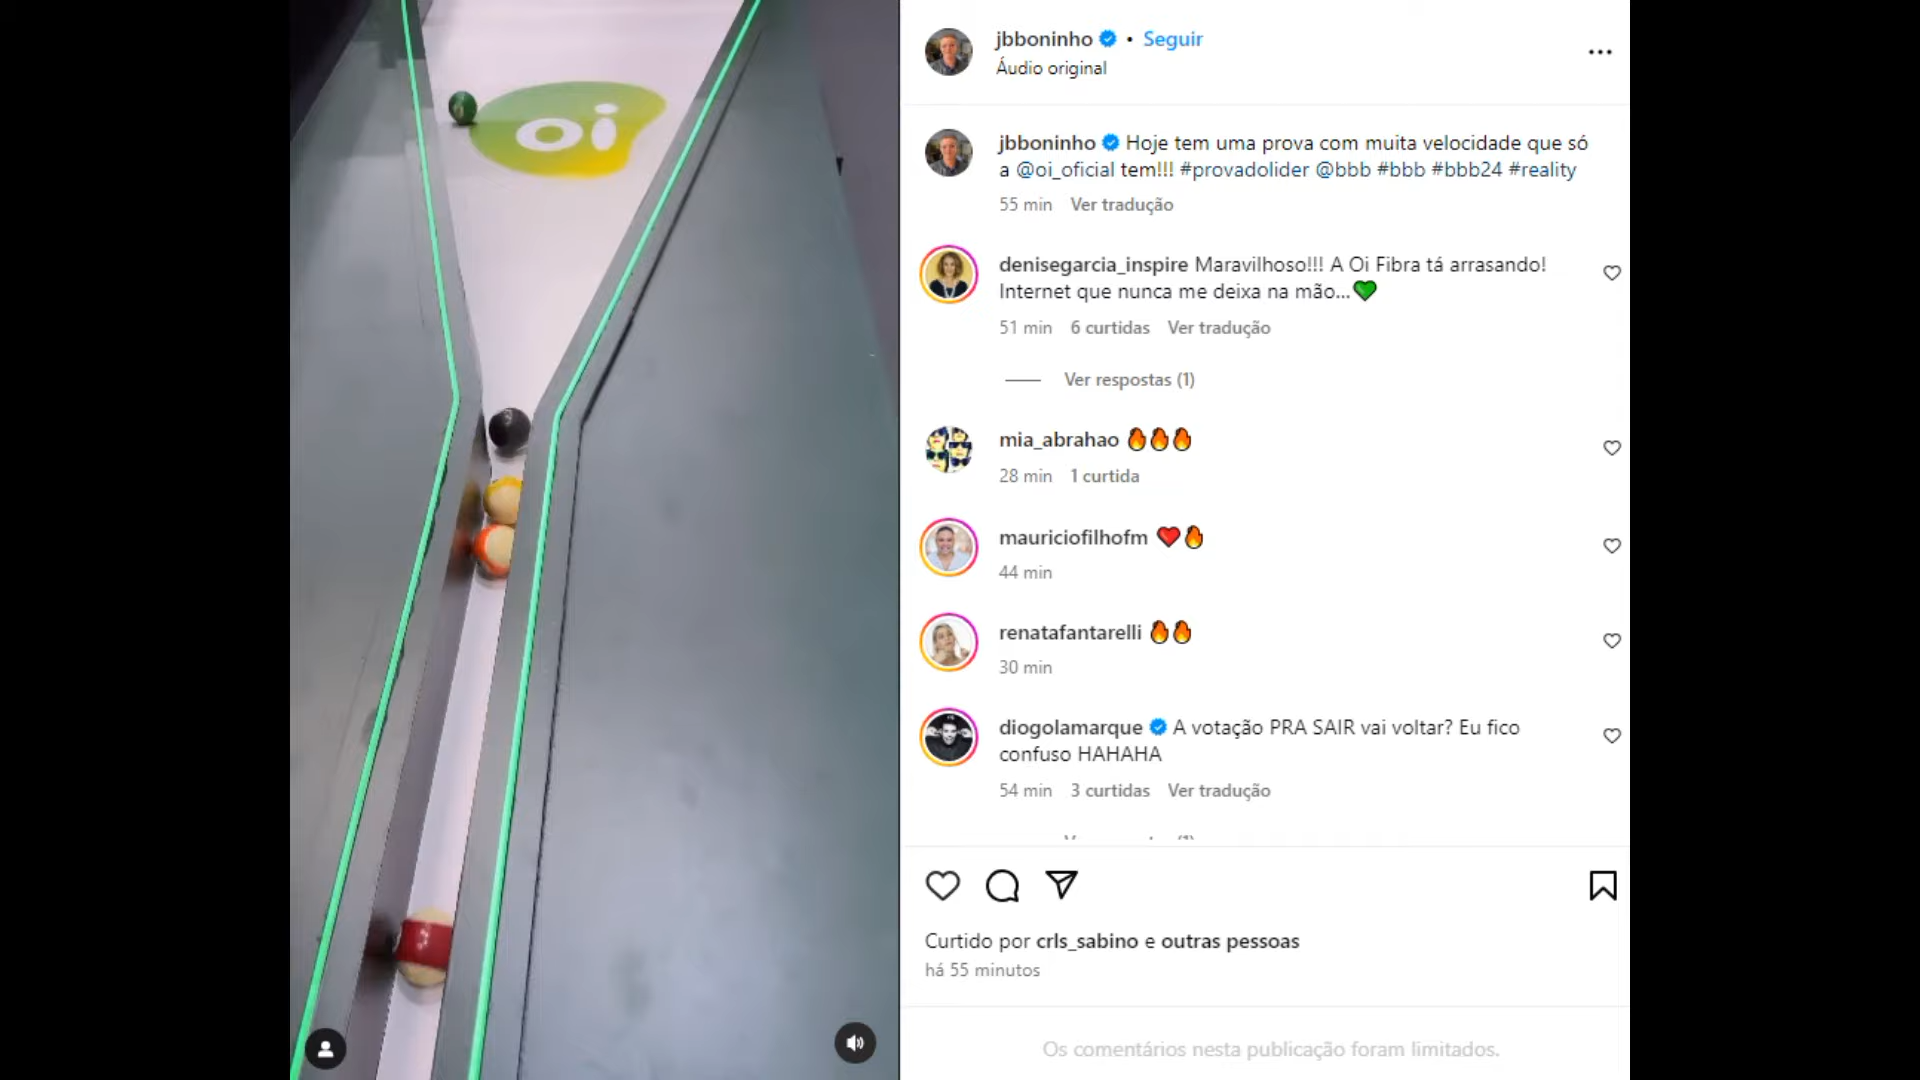 oi
jbboninho • Seguir
Áudio original
jbboninho Hoje tem uma prova com muita velocidade que só
a @oi_oficial tem!!! #provadolider @bbb #bbb #bbb24 #reality
55 min Ver tradução
denisegarcia_inspire Maravilhoso!!! A Oi Fibra tá arrasando!
Internet que nunca me deixa na mão...💚
51 min 6 curtidas Ver tradução
Ver respostas (1)
mia_abrahao 🔥🔥🔥
28 min 1 curtida
mauriciofilhofm ❤️🔥
44 min
renatafantarelli 🔥🔥
30 min
diogolamarque A votação PRA SAIR vai voltar? Eu fico
confuso HAHAHA
54 min 3 curtidas Ver tradução
Curtido por crls_sabino e outras pessoas
há 55 minutos
Os comentários nesta publicação foram limitados.